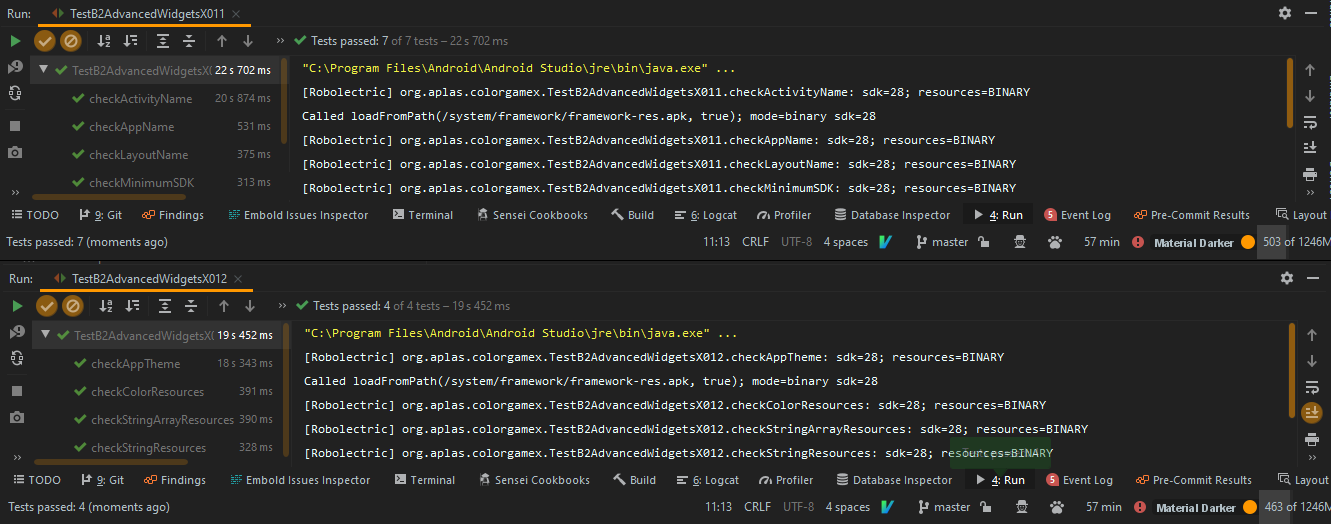 Run: TestB2AdvancedWidgetsX011
Tests passed: 7 of 7 tests – 22 s 702 ms
TestB2AdvancedWidgetsX0 22 s 702 ms
checkActivityName 20 s 874 ms
checkAppName 531 ms
checkLayoutName 375 ms
checkMinimumSDK 313 ms
"C:\Program Files\Android\Android Studio\jre\bin\java.exe" ...
[Robolectric] org.aplas.colorgamex.TestB2AdvancedWidgetsX011.checkActivityName: sdk=28; resources=BINARY
Called loadFromPath(/system/framework/framework-res.apk, true); mode=binary sdk=28
[Robolectric] org.aplas.colorgamex.TestB2AdvancedWidgetsX011.checkAppName: sdk=28; resources=BINARY
[Robolectric] org.aplas.colorgamex.TestB2AdvancedWidgetsX011.checkLayoutName: sdk=28; resources=BINARY
[Robolectric] org.aplas.colorgamex.TestB2AdvancedWidgetsX011.checkMinimumSDK: sdk=28; resources=BINARY
TODO 9: Git Findings Embold Issues Inspector Terminal Sensei Cookbooks Build 6: Logcat Profiler Database Inspector 4: Run 5 Event Log Pre-Commit Results Layout
Tests passed: 7 (moments ago) 11:13 CRLF UTF-8 4 spaces master 57 min Material Darker 503 of 1246M
Run: TestB2AdvancedWidgetsX012
Tests passed: 4 of 4 tests – 19 s 452 ms
TestB2AdvancedWidgetsX 19 s 452 ms
checkAppTheme 18 s 343 ms
checkColorResources 391 ms
checkStringArrayResources 390 ms
checkStringResources 328 ms
"C:\Program Files\Android\Android Studio\jre\bin\java.exe" ...
[Robolectric] org.aplas.colorgamex.TestB2AdvancedWidgetsX012.checkAppTheme: sdk=28; resources=BINARY
Called loadFromPath(/system/framework/framework-res.apk, true); mode=binary sdk=28
[Robolectric] org.aplas.colorgamex.TestB2AdvancedWidgetsX012.checkColorResources: sdk=28; resources=BINARY
[Robolectric] org.aplas.colorgamex.TestB2AdvancedWidgetsX012.checkStringArrayResources: sdk=28; resources=BINARY
[Robolectric] org.aplas.colorgamex.TestB2AdvancedWidgetsX012.checkStringResources: sdk=28; resources=BINARY
TODO 9: Git Findings Embold Issues Inspector Terminal Sensei Cookbooks Build 6: Logcat Profiler Database Inspector 4: Run 5 Event Log Pre-Commit Results Layout
Tests passed: 4 (moments ago) 11:13 CRLF UTF-8 4 spaces master 57 min Material Darker 463 of 1246M